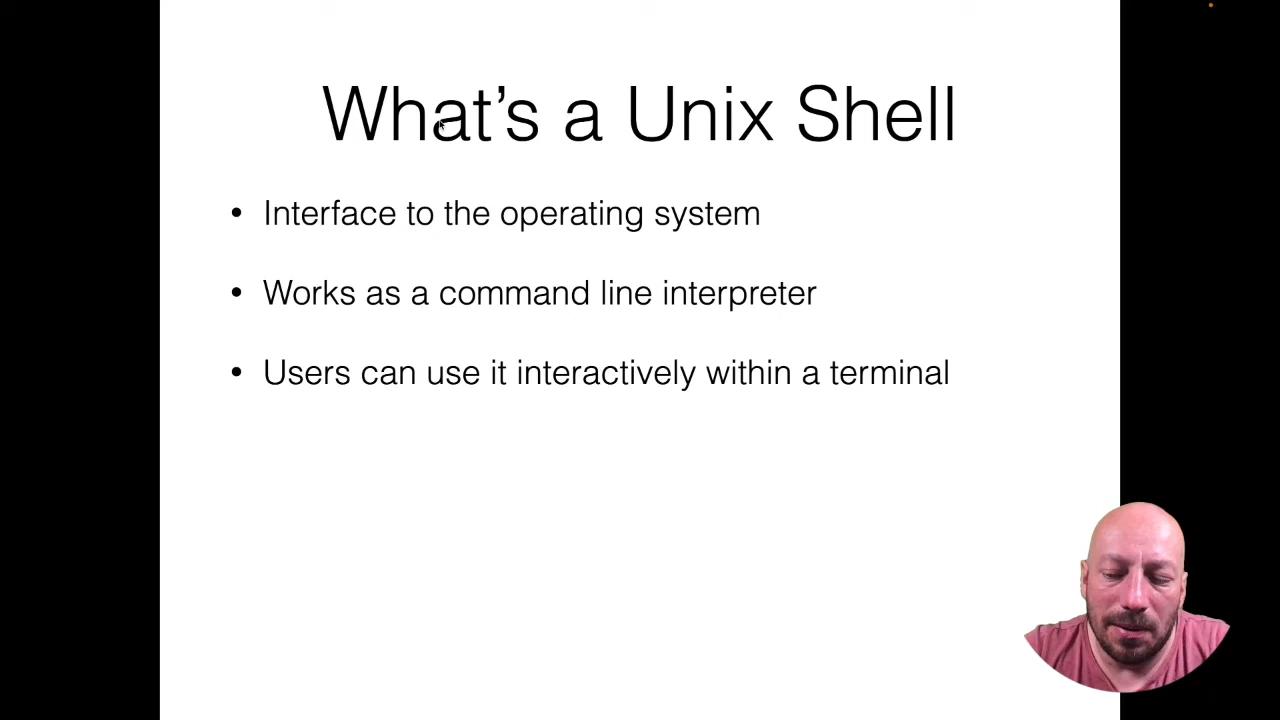 What’s a Unix Shell
• Interface to the operating system
• Works as a command line interpreter
• Users can use it interactively within a terminal